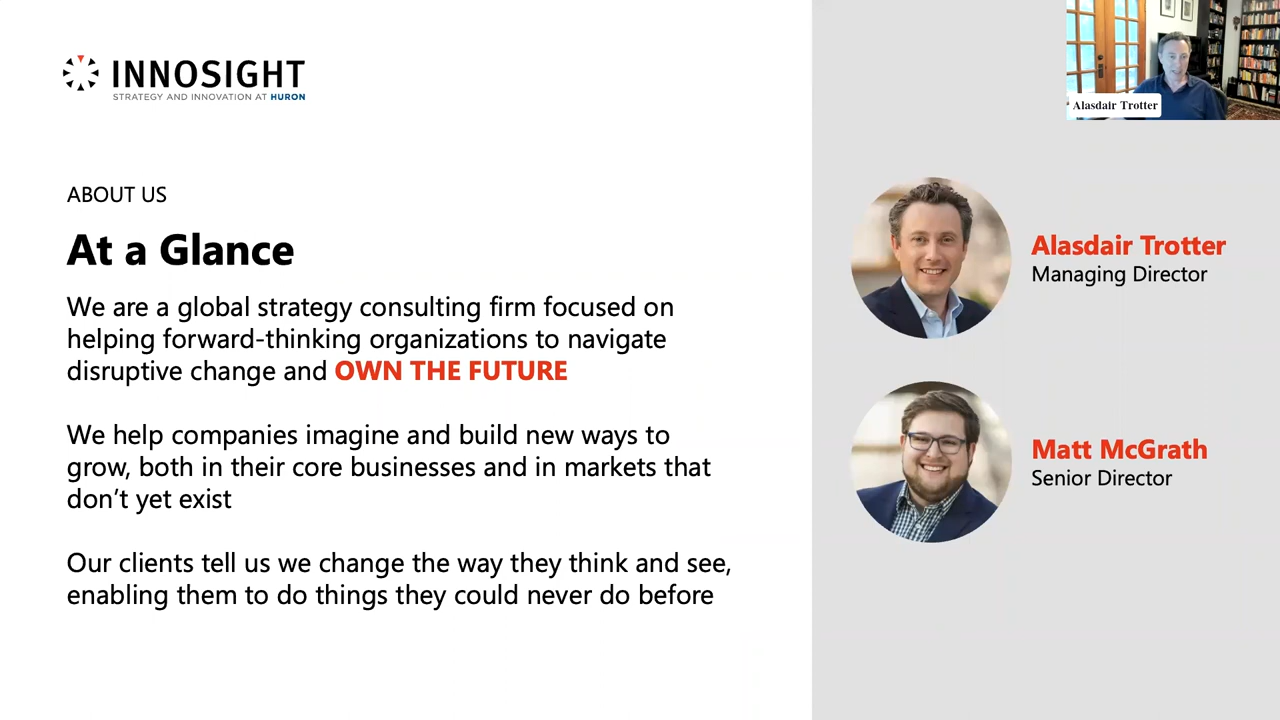 INNOSIGHT
STRATEGY AND INNOVATION AT HURON
ABOUT US
At a Glance
We are a global strategy consulting firm focused on
helping forward-thinking organizations to navigate
disruptive change and OWN THE FUTURE
We help companies imagine and build new ways to
grow, both in their core businesses and in markets that
don’t yet exist
Our clients tell us we change the way they think and see,
enabling them to do things they could never do before
Alasdair Trotter
Alasdair Trotter
Managing Director
Matt McGrath
Senior Director